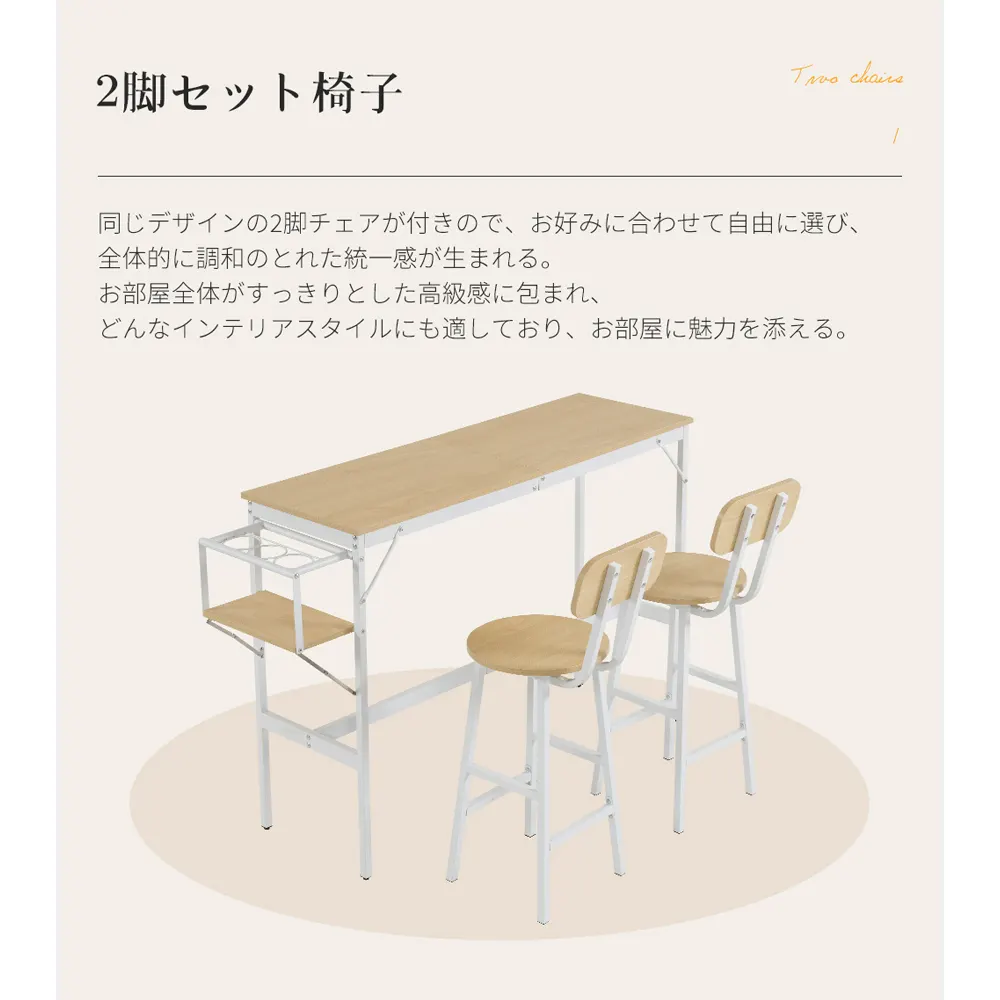 2脚セット椅子
Two chairs
1
同じデザインの2脚チェアが付きので、お好みに合わせて自由に選び、
全体的に調和のとれた統一感が生まれる。
お部屋全体がすっきりとした高級感に包まれ、
どんなインテリアスタイルにも適しており、お部屋に魅力を添える。